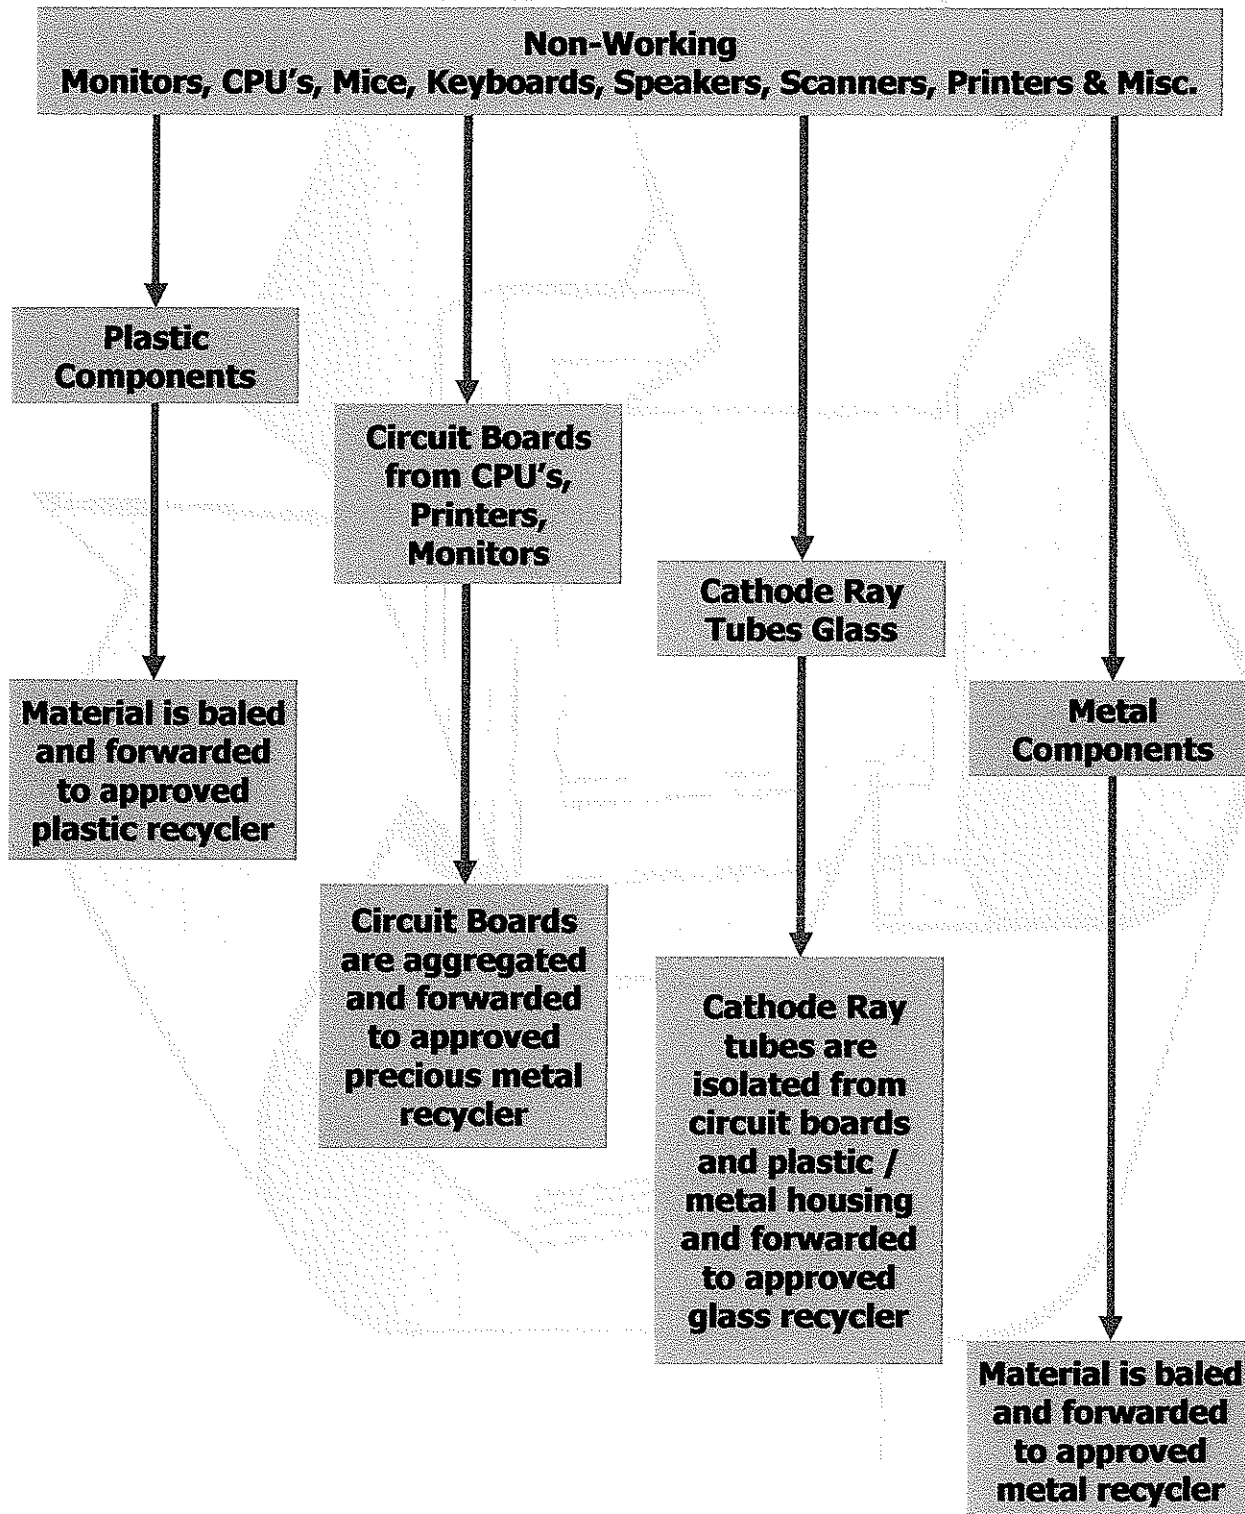 Non-Working
Monitors, CPU's, Mice, Keyboards, Speakers, Scanners, Printers & Misc.
Plastic
Components
Circuit Boards
from CPU's,
Printers,
Monitors
Cathode Ray
Tubes Glass
Metal
Components
Material is baled
and forwarded
to approved
plastic recycler
Circuit Boards
are aggregated
and forwarded
to approved
precious metal
recycler
Cathode Ray
tubes are
isolated from
circuit boards
and plastic /
metal housing
and forwarded
to approved
glass recycler
Material is baled
and forwarded
to approved
metal recycler